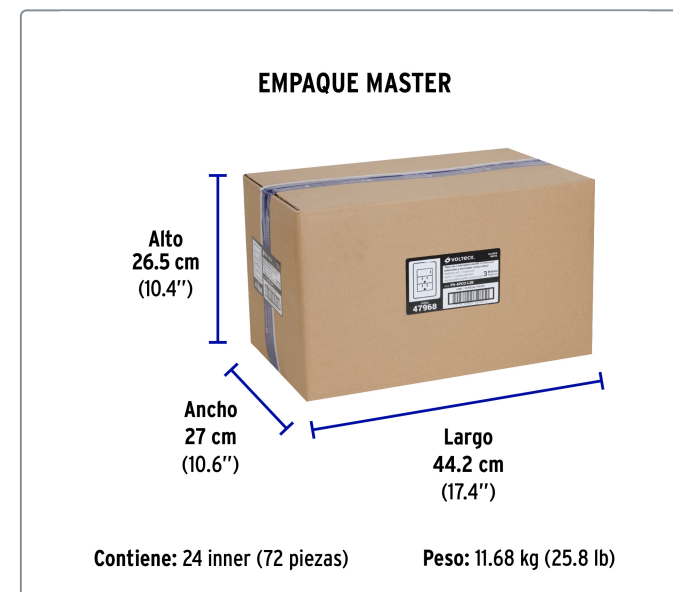 EMPAQUE MASTER
Alto
26.5 cm
(10.4’’)
VOLTECK
3
47968
Ancho
27 cm
(10.6’’)
Largo
44.2 cm
(17.4’’)
Contiene: 24 inner (72 piezas)
Peso: 11.68 kg (25.8 lb)